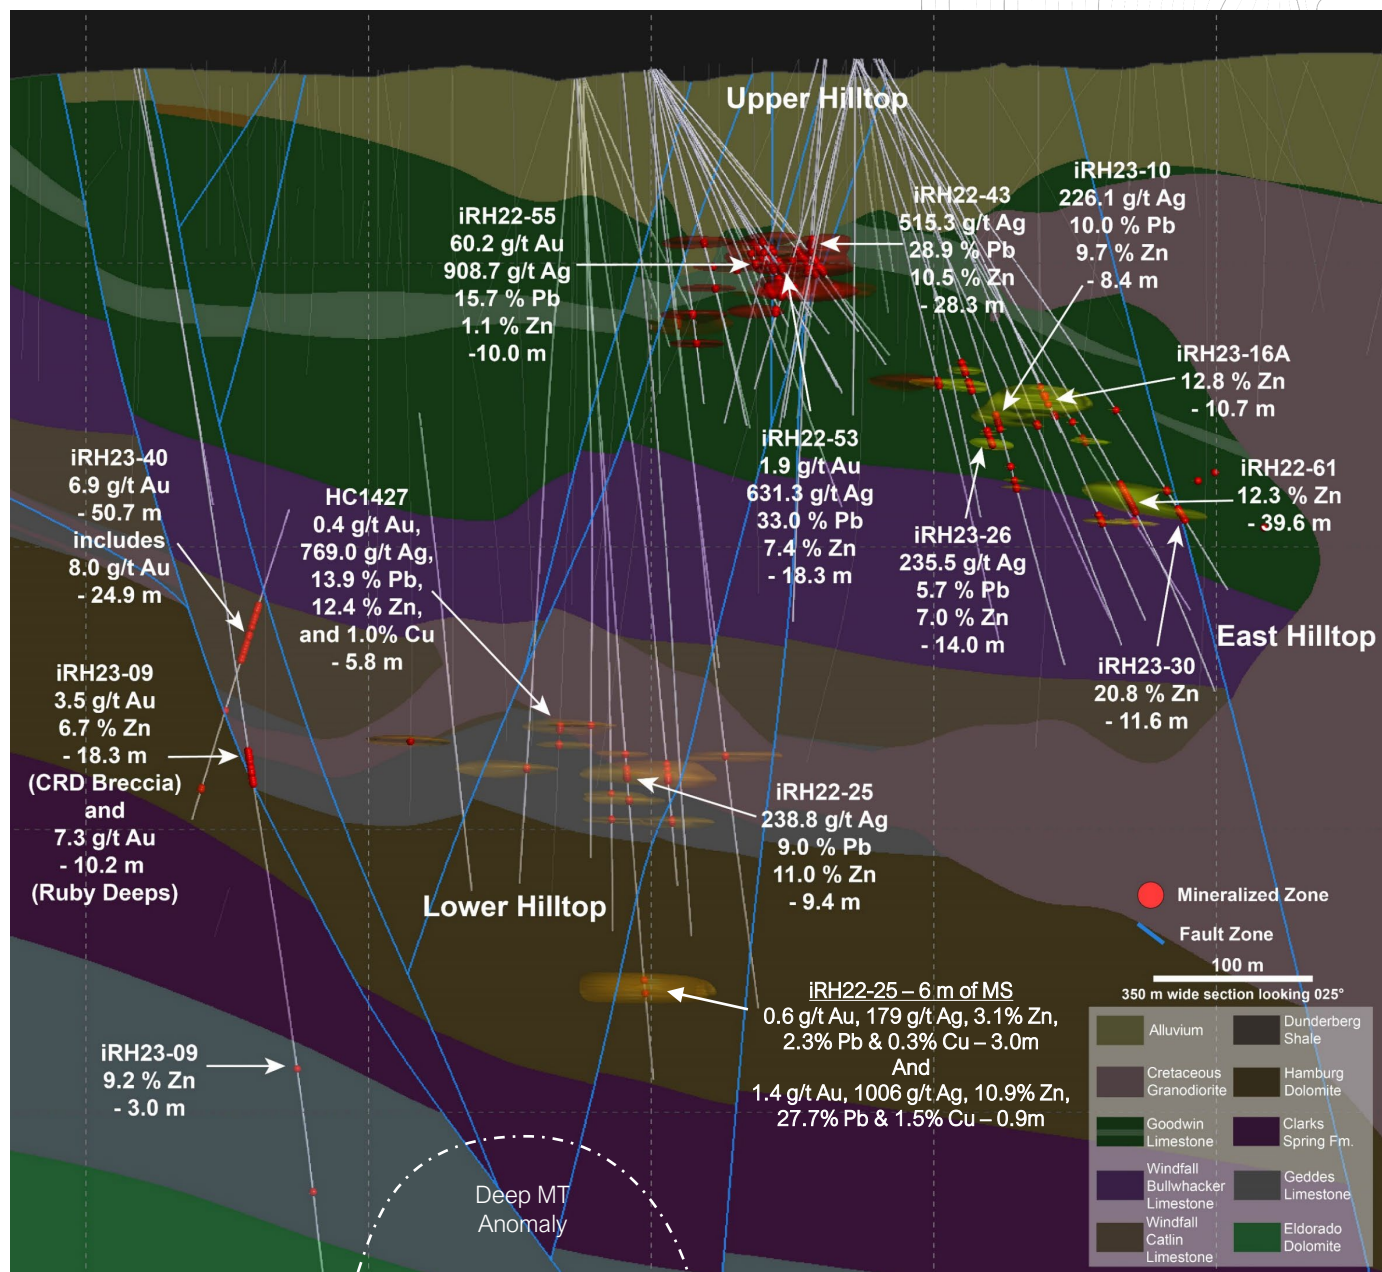 Upper Hilltop
iRH22-55
60.2 g/t Au
908.7 g/t Ag
15.7 % Pb
1.1 % Zn
-10.0 m
iRH22-43
515.3 g/t Ag
28.9 % Pb
10.5 % Zn
- 28.3 m
iRH23-10
226.1 g/t Ag
10.0 % Pb
9.7 % Zn
- 8.4 m
iRH23-16A
12.8 % Zn
- 10.7 m
iRH22-61
12.3 % Zn
- 39.6 m
iRH23-40
6.9 g/t Au
- 50.7 m
includes
8.0 g/t Au
- 24.9 m
HC1427
0.4 g/t Au,
769.0 g/t Ag,
13.9 % Pb,
12.4 % Zn,
and 1.0% Cu
- 5.8 m
iRH22-53
1.9 g/t Au
631.3 g/t Ag
33.0 % Pb
7.4 % Zn
- 18.3 m
iRH23-26
235.5 g/t Ag
5.7 % Pb
7.0 % Zn
- 14.0 m
East Hilltop
iRH23-30
20.8 % Zn
- 11.6 m
iRH23-09
3.5 g/t Au
6.7 % Zn
- 18.3 m
(CRD Breccia)
and
7.3 g/t Au
- 10.2 m
(Ruby Deeps)
iRH22-25
238.8 g/t Ag
9.0 % Pb
11.0 % Zn
- 9.4 m
Lower Hilltop
iRH22-25 – 6 m of MS
0.6 g/t Au, 179 g/t Ag, 3.1% Zn,
2.3% Pb & 0.3% Cu – 3.0m
And
1.4 g/t Au, 1006 g/t Ag, 10.9% Zn,
27.7% Pb & 1.5% Cu – 0.9m
iRH23-09
9.2 % Zn
- 3.0 m
Deep MT
Anomaly
Mineralized Zone
Fault Zone
100 m
350 m wide section looking 025°
Alluvium
Cretaceous
Granodiorite
Goodwin
Limestone
Windfall
Bullwhacker
Limestone
Windfall
Catlin
Limestone
Dunderberg
Shale
Hamburg
Dolomite
Clarks
Spring Fm.
Geddes
Limestone
Eldorado
Dolomite